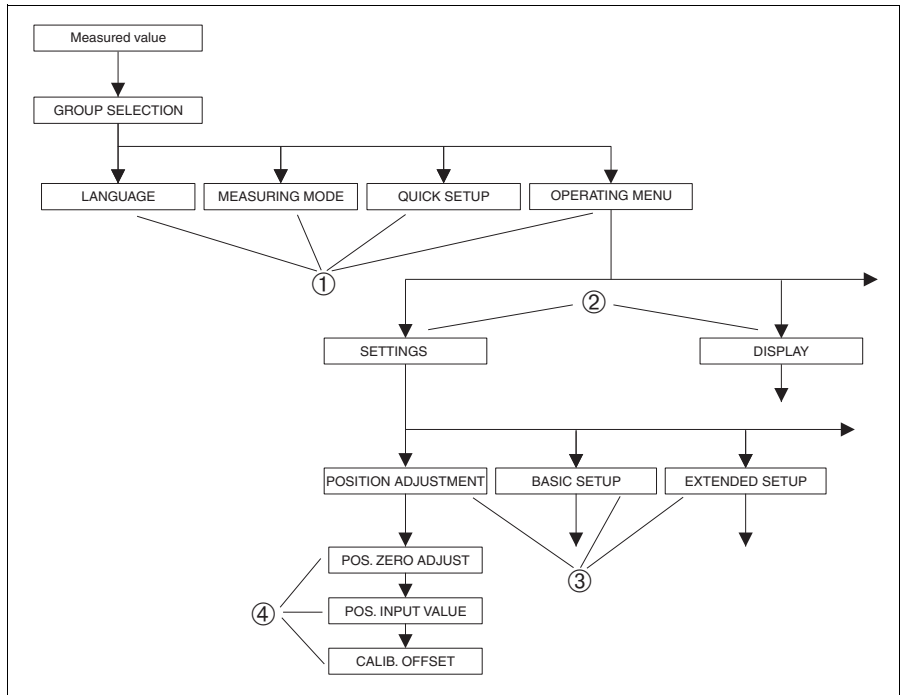 Measured value
GROUP SELECTION
LANGUAGE
MEASURING MODE
QUICK SETUP
OPERATING MENU
①
②
SETTINGS
DISPLAY
POSITION ADJUSTMENT
BASIC SETUP
EXTENDED SETUP
③
POS. ZERO ADJUST
④
POS. INPUT VALUE
CALIB. OFFSET